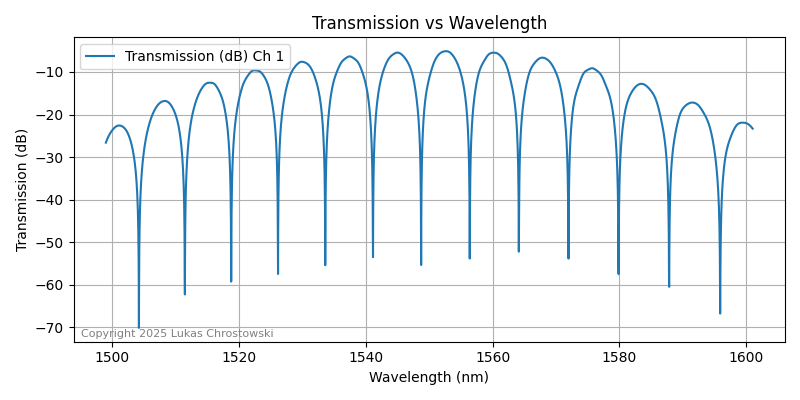 Transmission vs Wavelength
Transmission (dB) Ch 1
Transmission (dB)
−10
−20
−30
−40
−50
−60
−70
Copyright 2025 Lukas Chrostowski
1500 1520 1540 1560 1580 1600
Wavelength (nm)